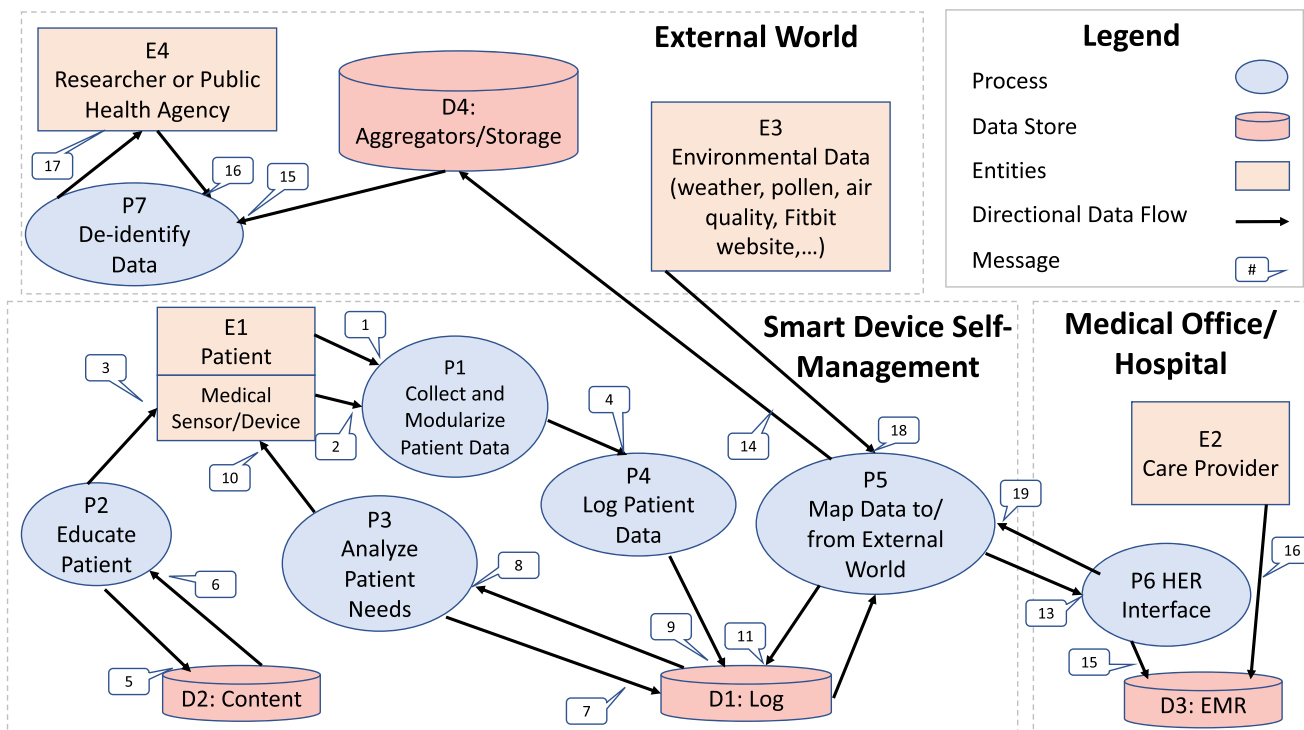 External World
Legend
Process
Data Store
Entities
Directional Data Flow
Message
#
E4
Researcher or Public
Health Agency
D4:
Aggregators/Storage
E3
Environmental Data
(weather, pollen, air
quality, Fitbit
website,...)
17
16
15
P7
De-identify
Data
Smart Device Self-
Management
Medical Office/
Hospital
E1
Patient
Medical
Sensor/Device
1
3
2
P1
Collect and
Modularize
Patient Data
4
14
18
10
P2
Educate
Patient
P3
Analyze
Patient
Needs
P4
Log Patient
Data
P5
Map Data to/
from External
World
19
E2
Care Provider
6
8
13
P6 HER
Interface
16
5
9
11
7
15
D2: Content
D1: Log
D3: EMR